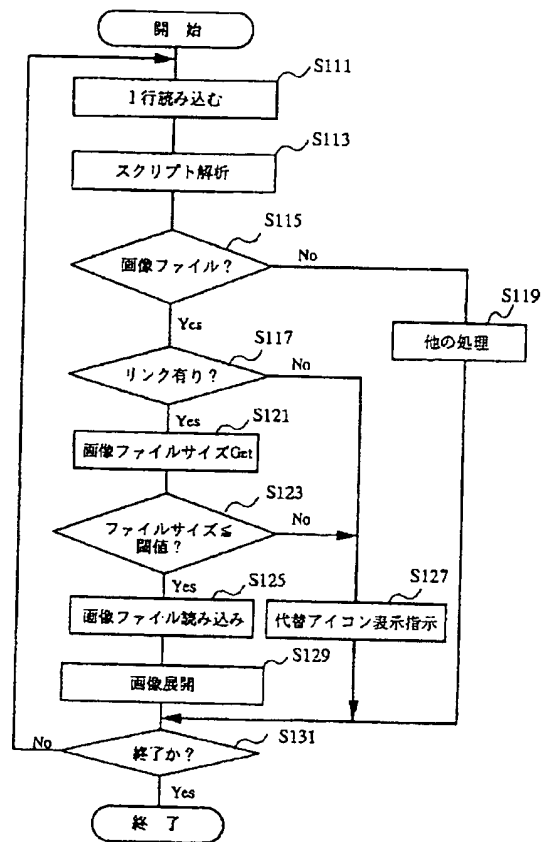 開 始
S111
1行読み込む
S113
スクリプト解析
S115
画像ファイル?
No
S119
他の処理
Yes
S117
リンク有り?
No
Yes
S121
画像ファイルサイズGet
S123
ファイルサイズ≦
閾値?
No
Yes
S125
画像ファイル読み込み
S127
代替アイコン表示指示
S129
画像展開
S131
終了か?
No
Yes
終 了